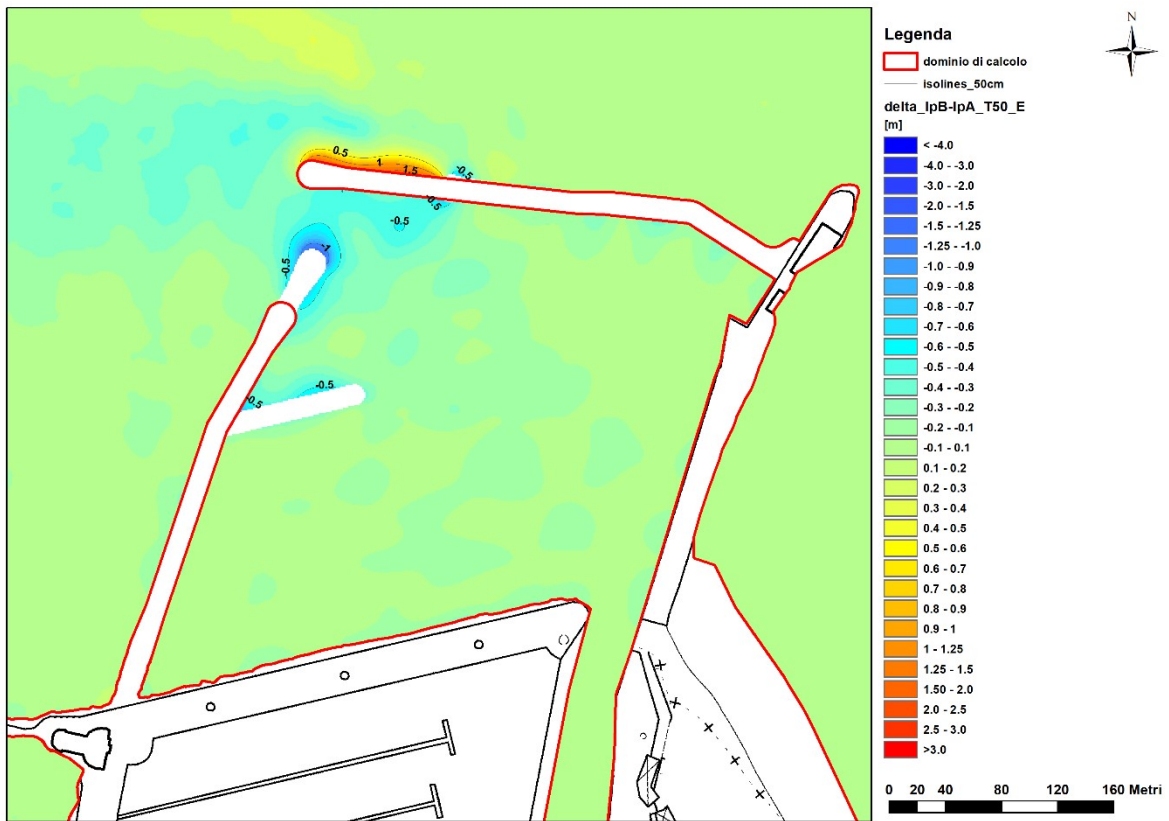 N
Legenda
dominio di calcolo
isolines_50cm
delta_IpB-IpA_T50_E
[m]
< -4.0
-4.0 - -3.0
-3.0 - -2.0
-2.0 - -1.5
-1.5 - -1.25
-1.25 - -1.0
-1.0 - -0.9
-0.9 - -0.8
-0.8 - -0.7
-0.7 - -0.6
-0.6 - -0.5
-0.5 - -0.4
-0.4 - -0.3
-0.3 - -0.2
-0.2 - -0.1
-0.1 - 0.1
0.1 - 0.2
0.2 - 0.3
0.3 - 0.4
0.4 - 0.5
0.5 - 0.6
0.6 - 0.7
0.7 - 0.8
0.8 - 0.9
0.9 - 1
1 - 1.25
1.25 - 1.5
1.50 - 2.0
2.0 - 2.5
2.5 - 3.0
>3.0
0 20 40 80 120 160 Metri
0.5
1
1.5
-0.5
-0.5
-0.5
-1
-0.5
-0.5
-0.5